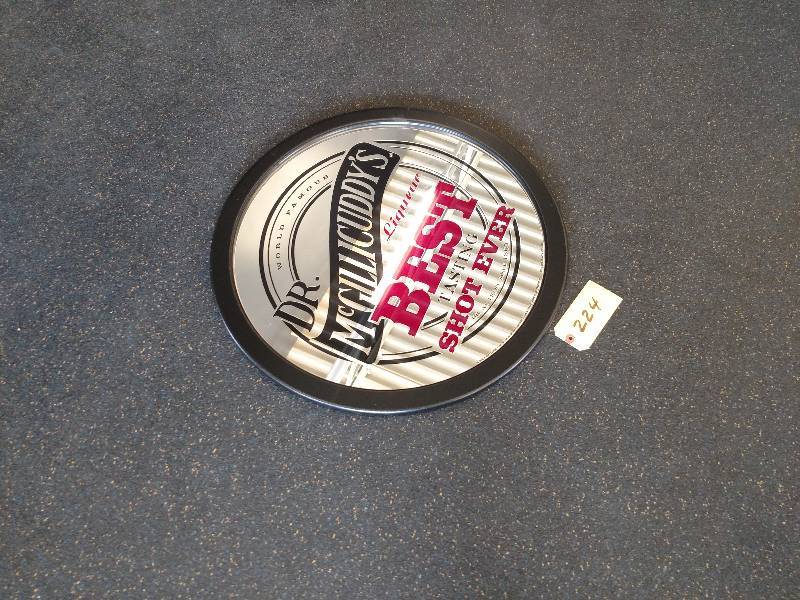 WORLD FAMOUS
DR.
McGILLICUDDY'S
Liqueur
BEST
TASTING
SHOT EVER
224